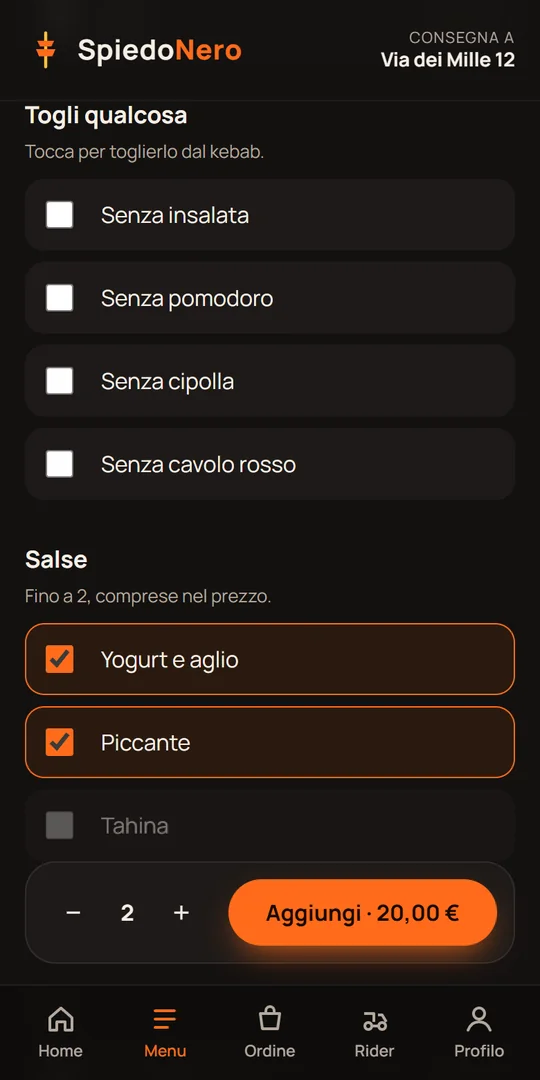 SpiedoNero
CONSEGNA A
Via dei Mille 12
Togli qualcosa
Tocca per toglierlo dal kebab.
Senza insalata
Senza pomodoro
Senza cipolla
Senza cavolo rosso
Salse
Fino a 2, comprese nel prezzo.
Yogurt e aglio
Piccante
Tahina
− 2 + Aggiungi · 20,00 €
Home Menu Ordine Rider Profilo